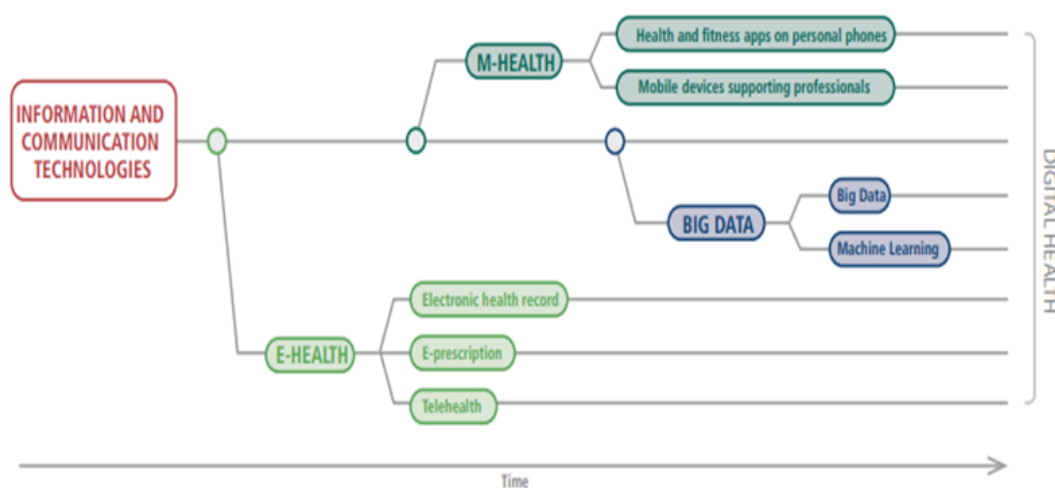 Health and fitness apps on personal phones
M-HEALTH
Mobile devices supporting professionals
INFORMATION AND
COMMUNICATION
TECHNOLOGIES
Big Data
BIG DATA
Machine Learning
Electronic health record
E-HEALTH
E-prescription
Telehealth
DIGITAL HEALTH
Time